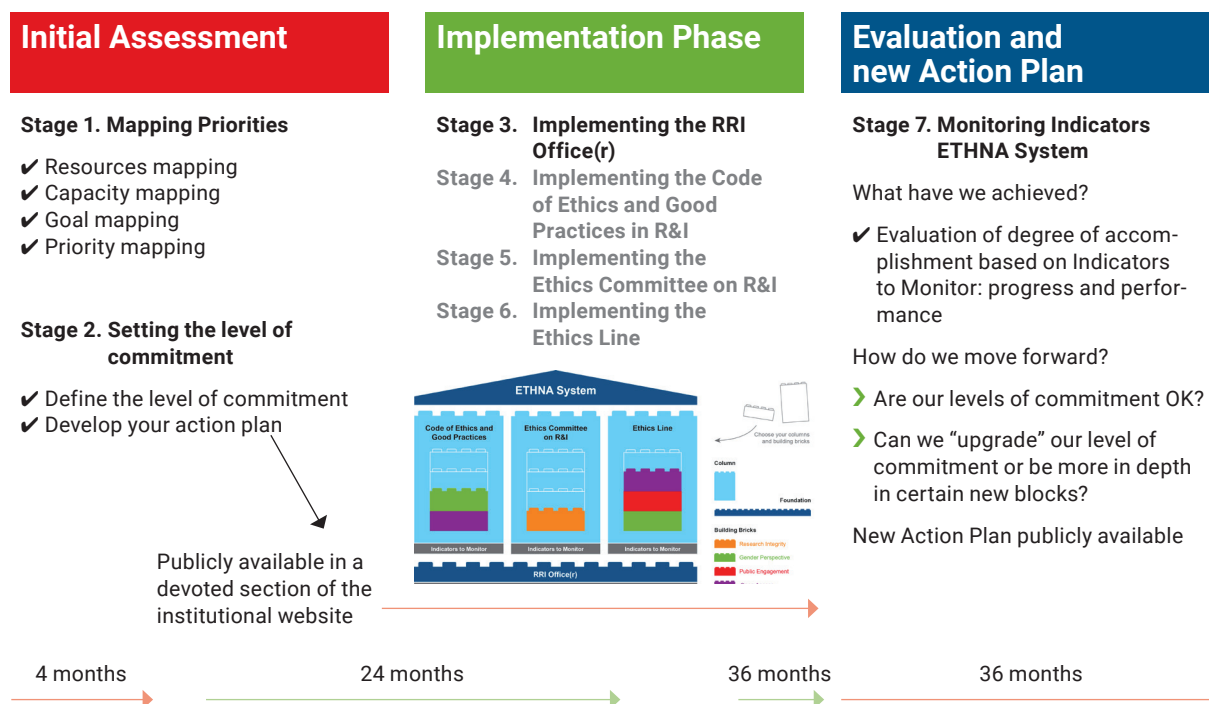 Initial Assessment
Stage 1. Mapping Priorities
✔ Resources mapping
✔ Capacity mapping
✔ Goal mapping
✔ Priority mapping
Stage 2. Setting the level of
commitment
✔ Define the level of commitment
✔ Develop your action plan
Publicly available in a
devoted section of the
institutional website
Implementation Phase
Stage 3. Implementing the RRI
Office(r)
Stage 4. Implementing the Code
of Ethics and Good
Practices in R&I
Stage 5. Implementing the
Ethics Committee on R&I
Stage 6. Implementing the
Ethics Line
ETHNA System
Code of Ethics and
Good Practices
Ethics Committee
on R&I
Ethics Line
Indicators to Monitor
Indicators to Monitor
Indicators to Monitor
RRI Office(r)
Choose your columns
and building bricks
Column
Foundation
Building Bricks
Research Integrity
Gender Perspective
Public Engagement
Evaluation and
new Action Plan
Stage 7. Monitoring Indicators
ETHNA System
What have we achieved?
✔ Evaluation of degree of accom-
plishment based on Indicators
to Monitor: progress and perfor-
mance
How do we move forward?
❯ Are our levels of commitment OK?
❯ Can we “upgrade” our level of
commitment or be more in depth
in certain new blocks?
New Action Plan publicly available
4 months
24 months
36 months
36 months